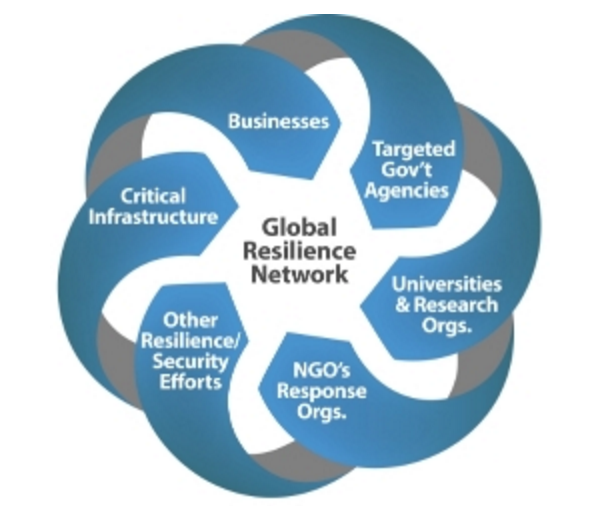 Businesses
Targeted
Gov't
Agencies
Critical
Infrastructure
Global
Resilience
Network
Universities
& Research
Orgs.
Other
Resilience/
Security
Efforts
NGO's
Response
Orgs.